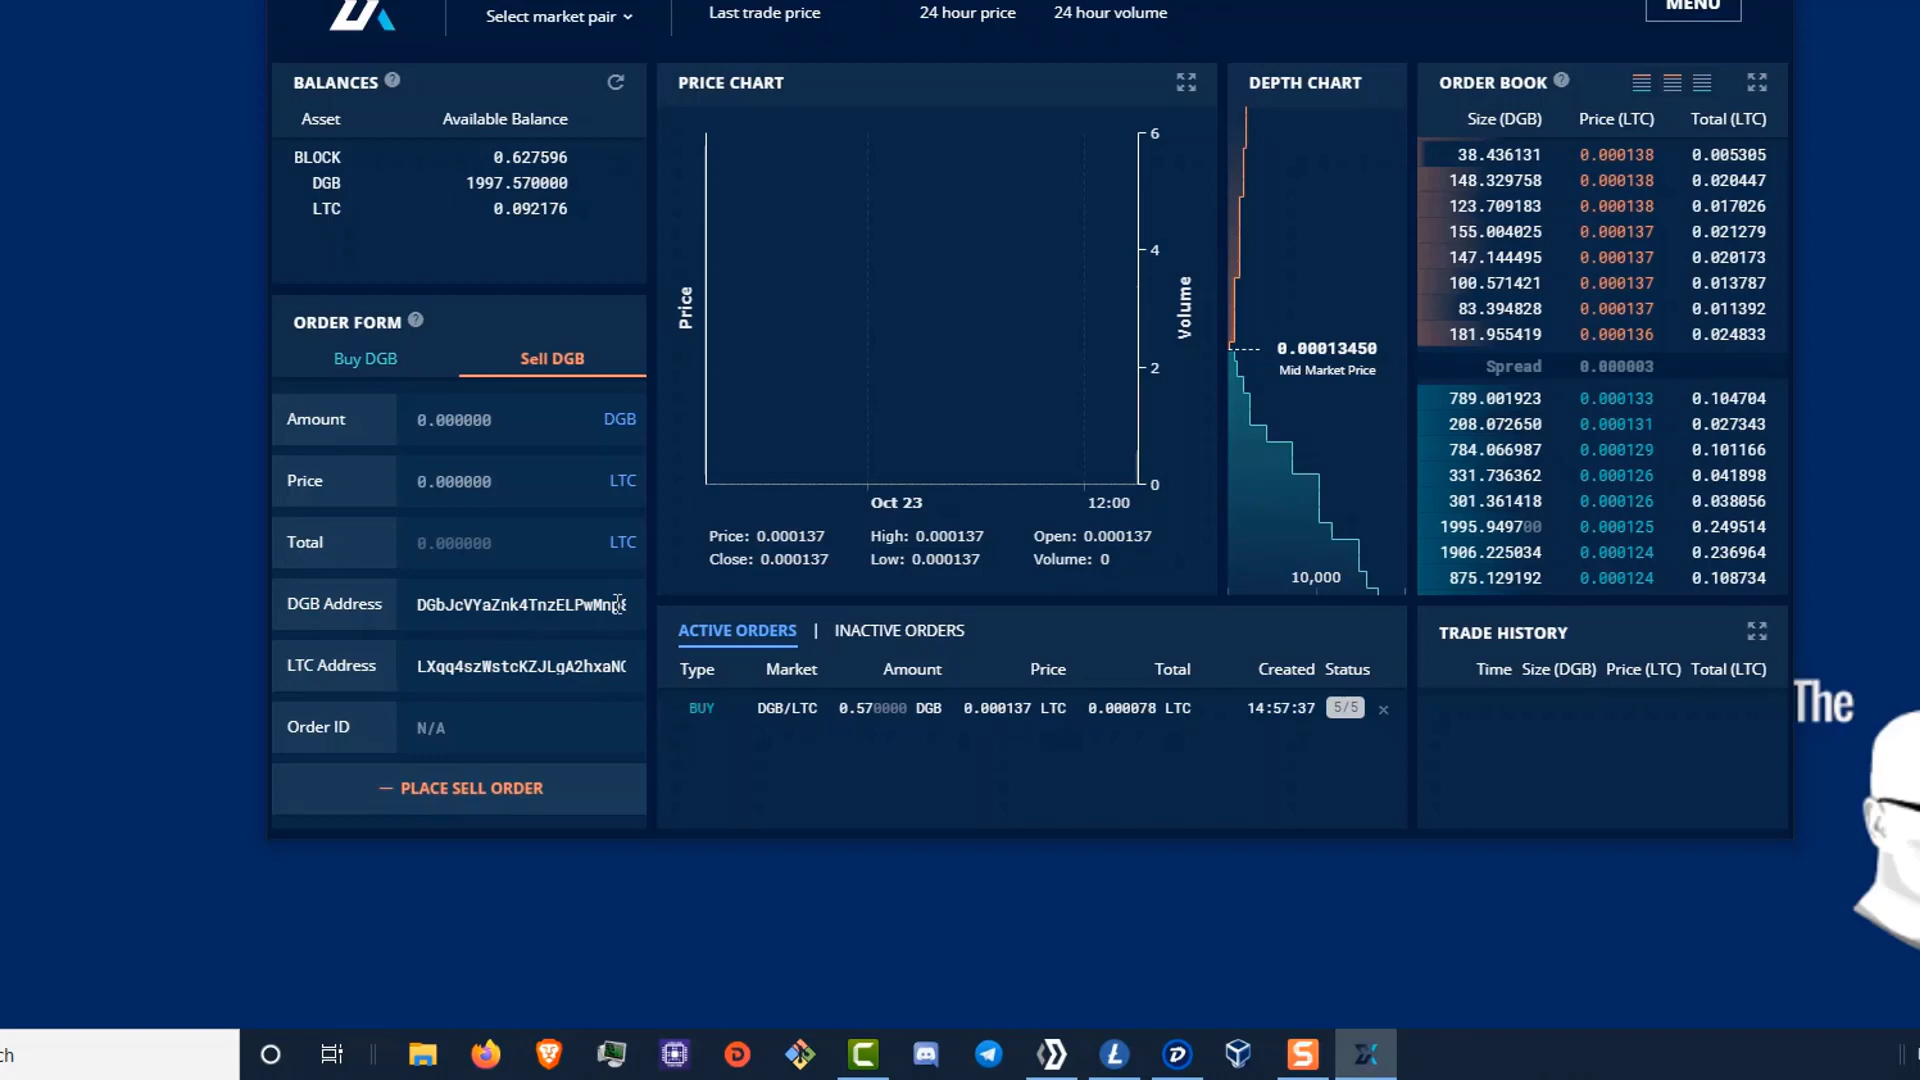 Select market pair
Last trade price
24 hour price
24 hour volume
MENU
BALANCES
Asset Available Balance
BLOCK 0.627596
DGB 1997.570000
LTC 0.092176
ORDER FORM
Buy DGB Sell DGB
Amount 0.000000 DGB
Price 0.000000 LTC
Total 0.000000 LTC
DGB Address DGbJcVYaZnk4TnzELPwMn
LTC Address LXqq4szWstcKZJLgA2hxaN
Order ID N/A
— PLACE SELL ORDER
PRICE CHART
Price
6
4
2
0
Volume
Oct 23 12:00
Price: 0.000137 High: 0.000137 Open: 0.000137
Close: 0.000137 Low: 0.000137 Volume: 0
DEPTH CHART
0.00013450
Mid Market Price
10,000
ORDER BOOK
Size (DGB) Price (LTC) Total (LTC)
38.436131 0.000138 0.005305
148.329758 0.000138 0.020447
123.709183 0.000138 0.017026
155.004025 0.000137 0.021279
147.144495 0.000137 0.020173
100.571421 0.000137 0.013787
83.394828 0.000137 0.011392
181.955419 0.000136 0.024833
Spread 0.000003
789.001923 0.000133 0.104704
208.072650 0.000131 0.027343
784.066987 0.000129 0.101166
331.736362 0.000126 0.041898
301.361418 0.000126 0.038056
1995.949700 0.000125 0.249514
1906.225034 0.000124 0.236964
875.129192 0.000124 0.108734
ACTIVE ORDERS | INACTIVE ORDERS
Type Market Amount Price Total Created Status
BUY DGB/LTC 0.570000 DGB 0.000137 LTC 0.000078 LTC 14:57:37 5/5 ×
TRADE HISTORY
Time Size (DGB) Price (LTC) Total (LTC)
The
ch